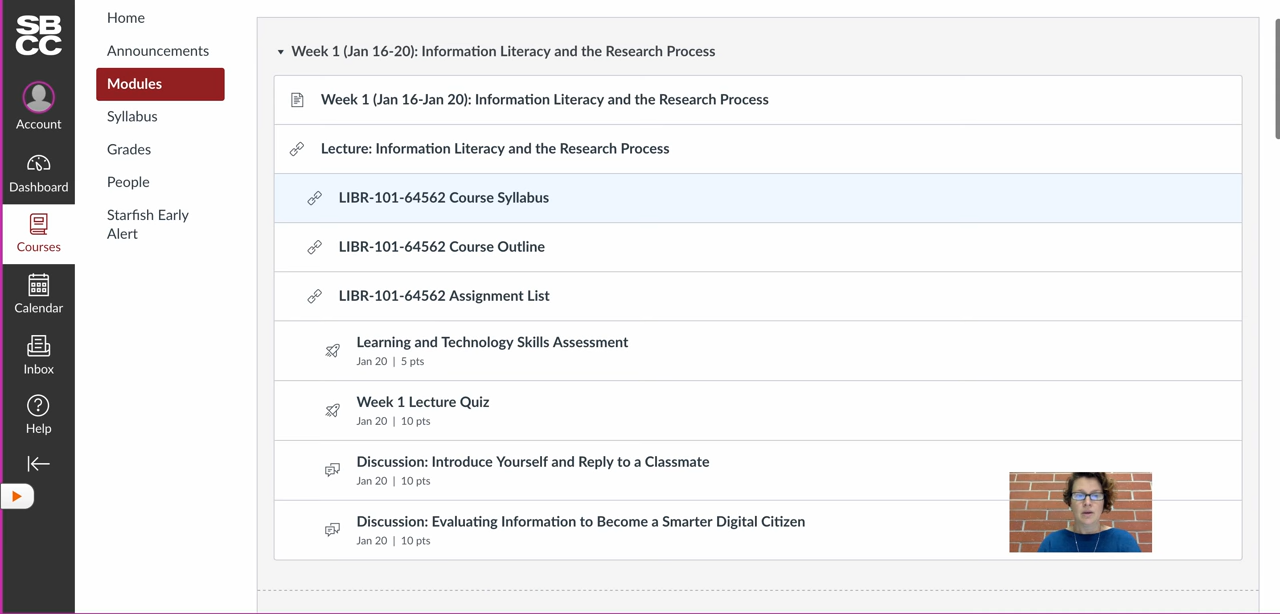 SB
CC
Account
Dashboard
Courses
Calendar
Inbox
Help
Home
Announcements
Modules
Syllabus
Grades
People
Starfish Early
Alert
Week 1 (Jan 16-20): Information Literacy and the Research Process
Week 1 (Jan 16-Jan 20): Information Literacy and the Research Process
Lecture: Information Literacy and the Research Process
LIBR-101-64562 Course Syllabus
LIBR-101-64562 Course Outline
LIBR-101-64562 Assignment List
Learning and Technology Skills Assessment
Jan 20 | 5 pts
Week 1 Lecture Quiz
Jan 20 | 10 pts
Discussion: Introduce Yourself and Reply to a Classmate
Jan 20 | 10 pts
Discussion: Evaluating Information to Become a Smarter Digital Citizen
Jan 20 | 10 pts